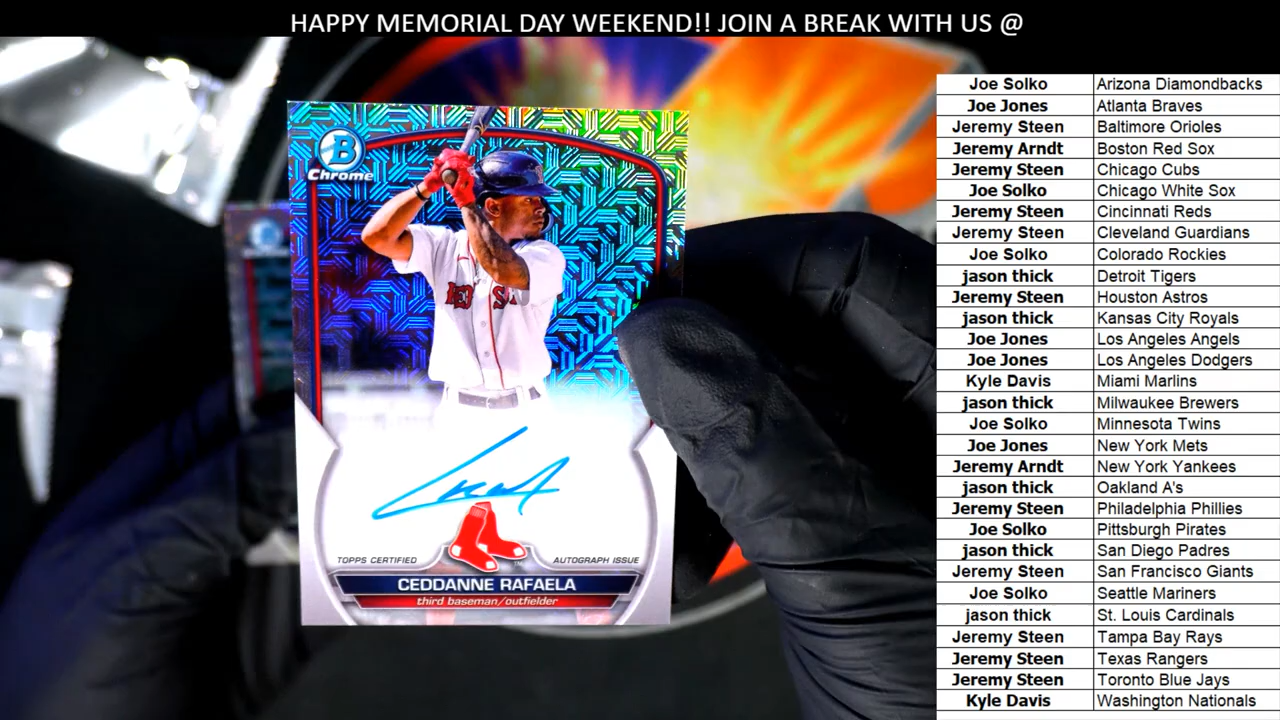 HAPPY MEMORIAL DAY WEEKEND!! JOIN A BREAK WITH US @
B
Chrome
RED SO
TOPPS CERTIFIED AUTOGRAPH ISSUE
CEDDANNE RAFAELA
third baseman/outfielder
Joe Solko Arizona Diamondbacks
Joe Jones Atlanta Braves
Jeremy Steen Baltimore Orioles
Jeremy Arndt Boston Red Sox
Jeremy Steen Chicago Cubs
Joe Solko Chicago White Sox
Jeremy Steen Cincinnati Reds
Jeremy Steen Cleveland Guardians
Joe Solko Colorado Rockies
jason thick Detroit Tigers
Jeremy Steen Houston Astros
jason thick Kansas City Royals
Joe Jones Los Angeles Angels
Joe Jones Los Angeles Dodgers
Kyle Davis Miami Marlins
jason thick Milwaukee Brewers
Joe Solko Minnesota Twins
Joe Jones New York Mets
Jeremy Arndt New York Yankees
jason thick Oakland A's
Jeremy Steen Philadelphia Phillies
Joe Solko Pittsburgh Pirates
jason thick San Diego Padres
Jeremy Steen San Francisco Giants
Joe Solko Seattle Mariners
jason thick St. Louis Cardinals
Jeremy Steen Tampa Bay Rays
Jeremy Steen Texas Rangers
Jeremy Steen Toronto Blue Jays
Kyle Davis Washington Nationals